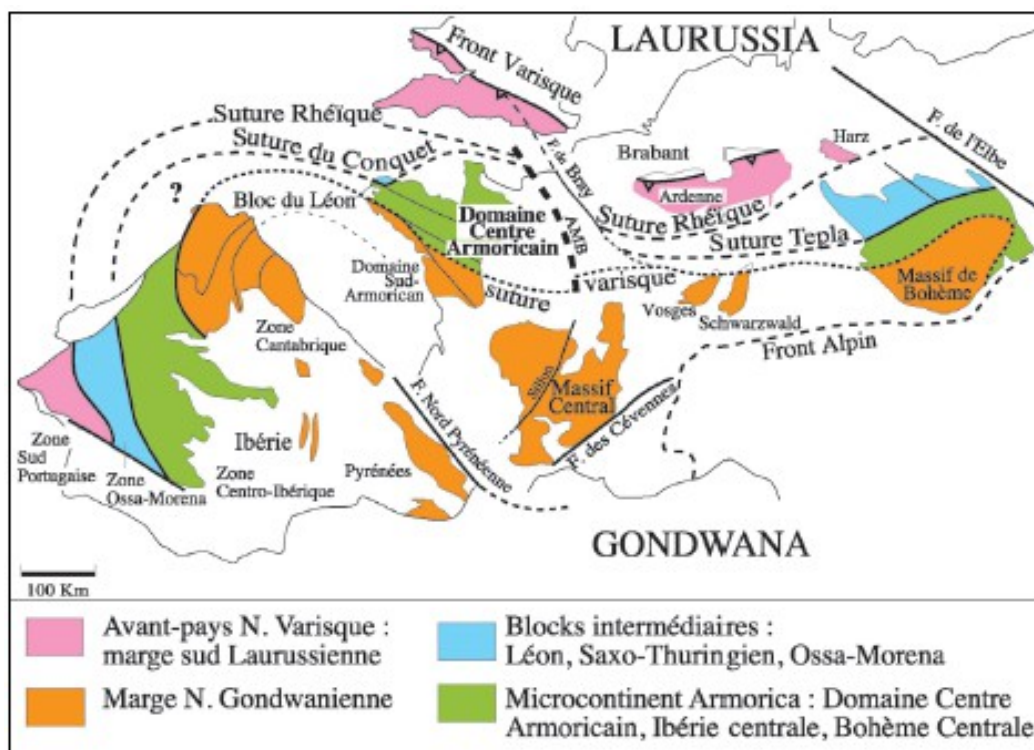 LAURUSSIA
Front Varisque
Suture Rhéïque
Suture du Conquet
?
Bloc du Léon
F. de Bray
Brabant
Ardenne
Harz
F. de l'Elbe
Suture Rhéïque
Suture Tepla
AMB
Domaine
Centre
Armoricain
Domaine
Sud-
Armorican
suture varisque
Vosges
Schwarzwald
Massif de
Bohème
Front Alpin
Zone
Cantabrique
Sillon
Massif
Central
F. des Cévennes
F. Nord Pyrénéenne
Ibérie
Pyrénées
Zone
Sud
Portugaise
Zone
Ossa-Morena
Zone
Centro-Ibérique
GONDWANA
100 Km
Avant-pays N. Varisque :
marge sud Laurussienne
Marge N. Gondwanienne
Blocks intermédiaires :
Léon, Saxo-Thuringien, Ossa-Morena
Microcontinent Armorica : Domaine Centre
Armoricain, Ibérie centrale, Bohème Centrale